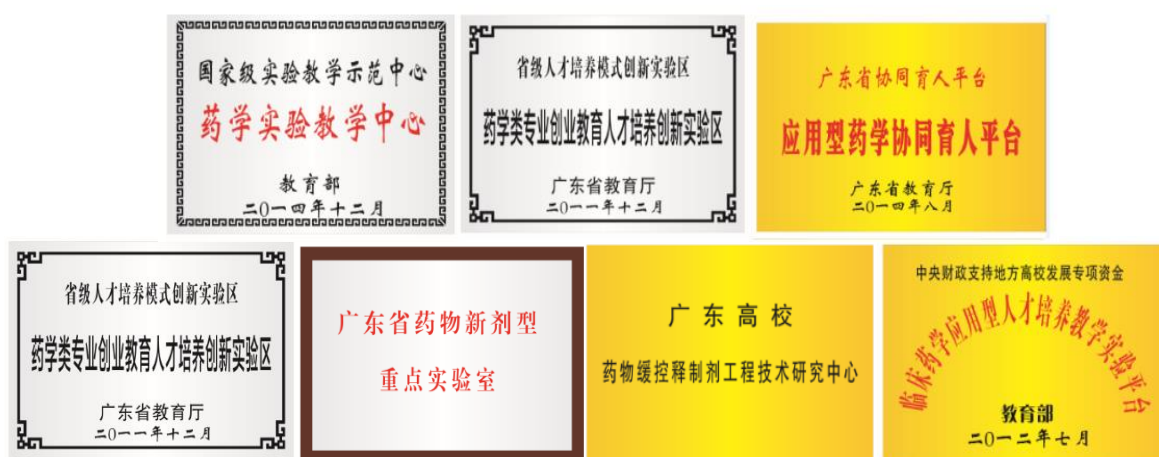 国家级实验教学示范中心
药学实验教学中心
教育部
二〇一四年十二月
省级人才培养模式创新实验区
药学类专业创业教育人才培养创新实验区
广东省教育厅
二〇一一年十二月
广东省协同育人平台
应用型药学协同育人平台
广东省教育厅
二〇一四年八月
省级人才培养模式创新实验区
药学类专业创业教育人才培养创新实验区
广东省教育厅
二〇一一年十二月
广东省药物新剂型
重点实验室
广东高校
药物缓控释制剂工程技术研究中心
中央财政支持地方高校发展专项资金
临床药学应用型人才培养教学实验平台
教育部
二〇一二年七月